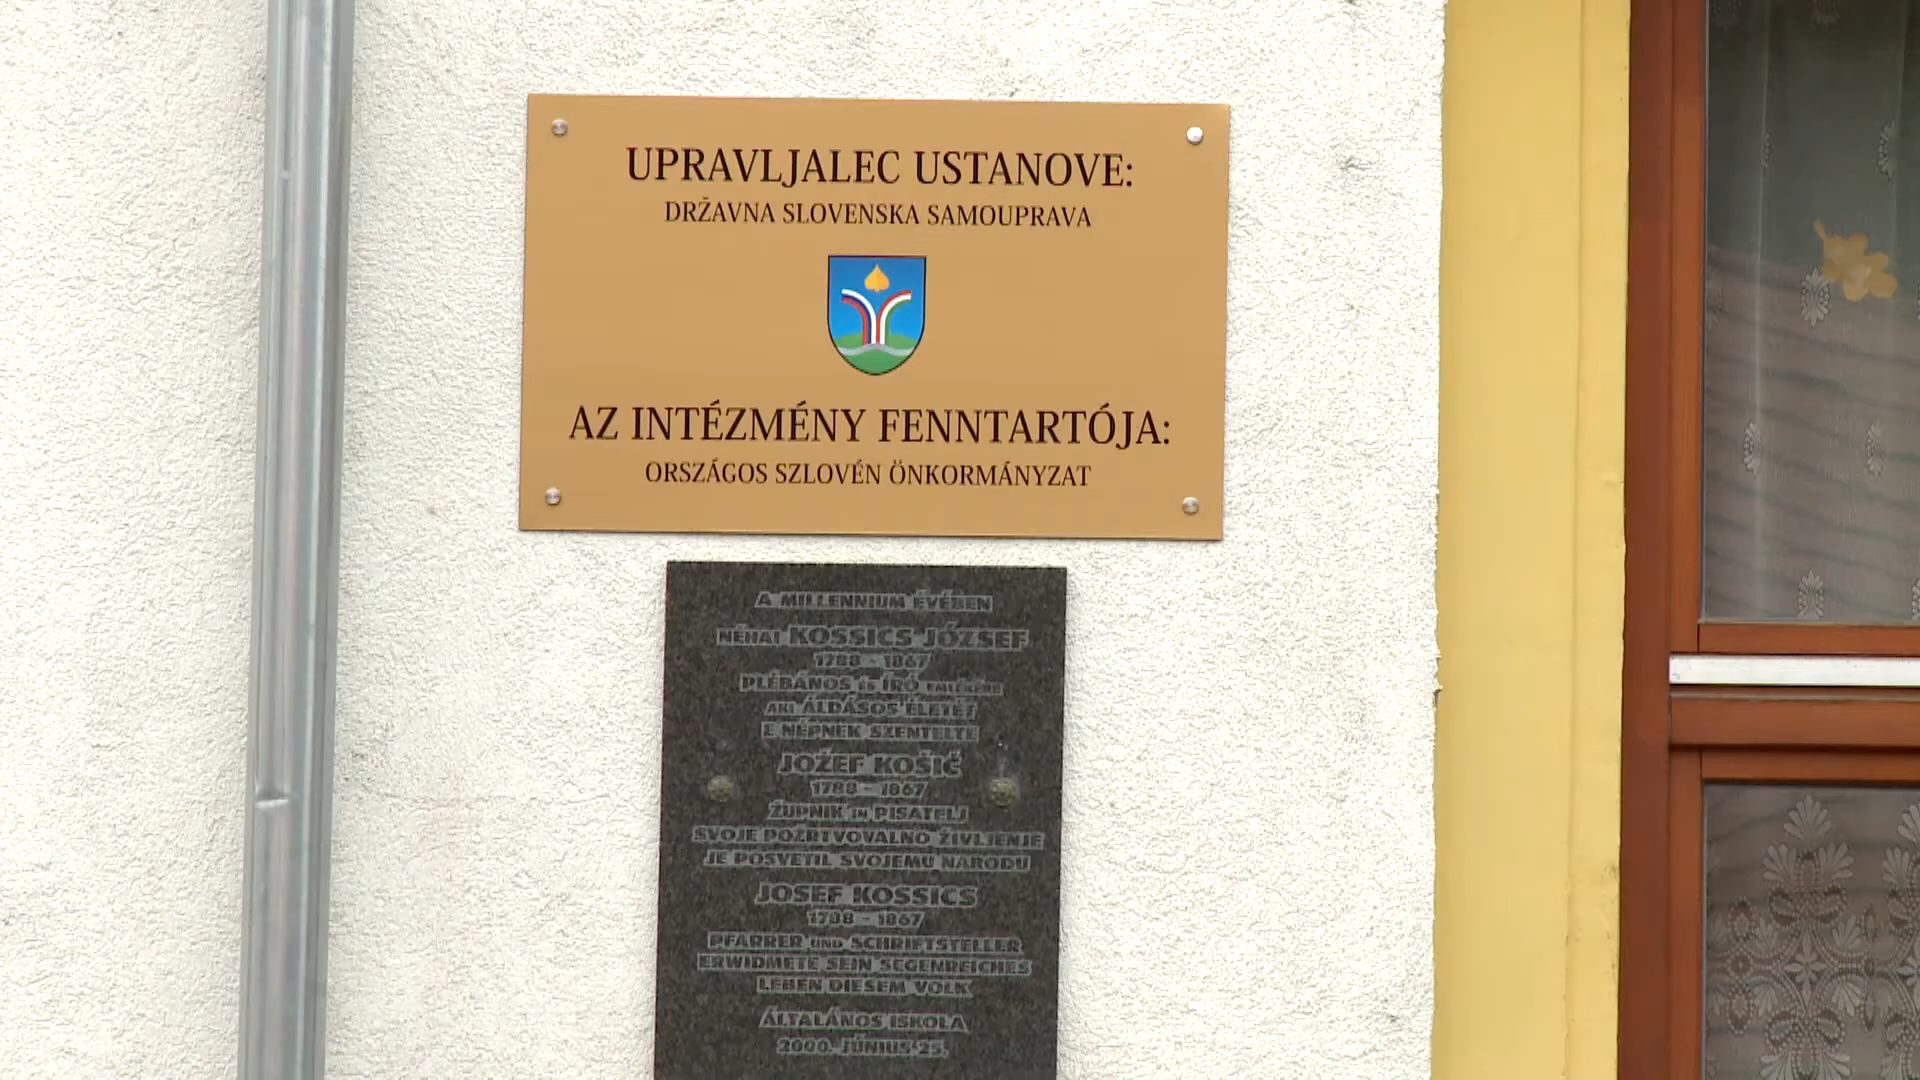 UPRAVLJALEC USTANOVE:
DRŽAVNA SLOVENSKA SAMOUPRAVA
AZ INTÉZMÉNY FENNTARTÓJA:
ORSZÁGOS SZLOVÉN ÖNKORMÁNYZAT
A MILLENNIUM ÉVÉBEN
NÉHAI KOSSICS JÓZSEF
1788 - 1867
PLÉBÁNOS ÉS ÍRÓ EMLÉKÉRE
AKI ÁLDÁSOS ÉLETÉT
E NÉPNEK SZENTELTE
JOŽEF KOŠIČ
1788 - 1867
ŽUPNIK IN PISATELJ
SVOJE POŽRTVOVALNO ŽIVLJENJE
JE POSVETIL SVOJEMU NARODU
JOSEF KOSSICS
1788 - 1867
PFARRER UND SCHRIFTSTELLER
ERWIDMETE SEIN SEGENREICHES
LEBEN DIESEM VOLK
ÁLTALÁNOS ISKOLA
2000. JÚNIUS 25.